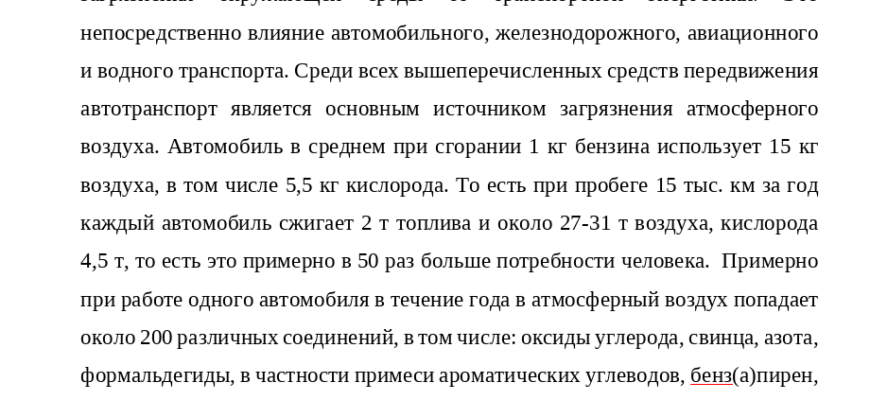 непосредственно влияние автомобильного, железнодорожного, авиационного
и водного транспорта. Среди всех вышеперечисленных средств передвижения
автотранспорт является основным источником загрязнения атмосферного
воздуха. Автомобиль в среднем при сгорании 1 кг бензина использует 15 кг
воздуха, в том числе 5,5 кг кислорода. То есть при пробеге 15 тыс. км за год
каждый автомобиль сжигает 2 т топлива и около 27-31 т воздуха, кислорода
4,5 т, то есть это примерно в 50 раз больше потребности человека.  Примерно
при работе одного автомобиля в течение года в атмосферный воздух попадает
около 200 различных соединений, в том числе: оксиды углерода, свинца, азота,
формальдегиды, в частности примеси ароматических углеводов, бенз(а)пирен,